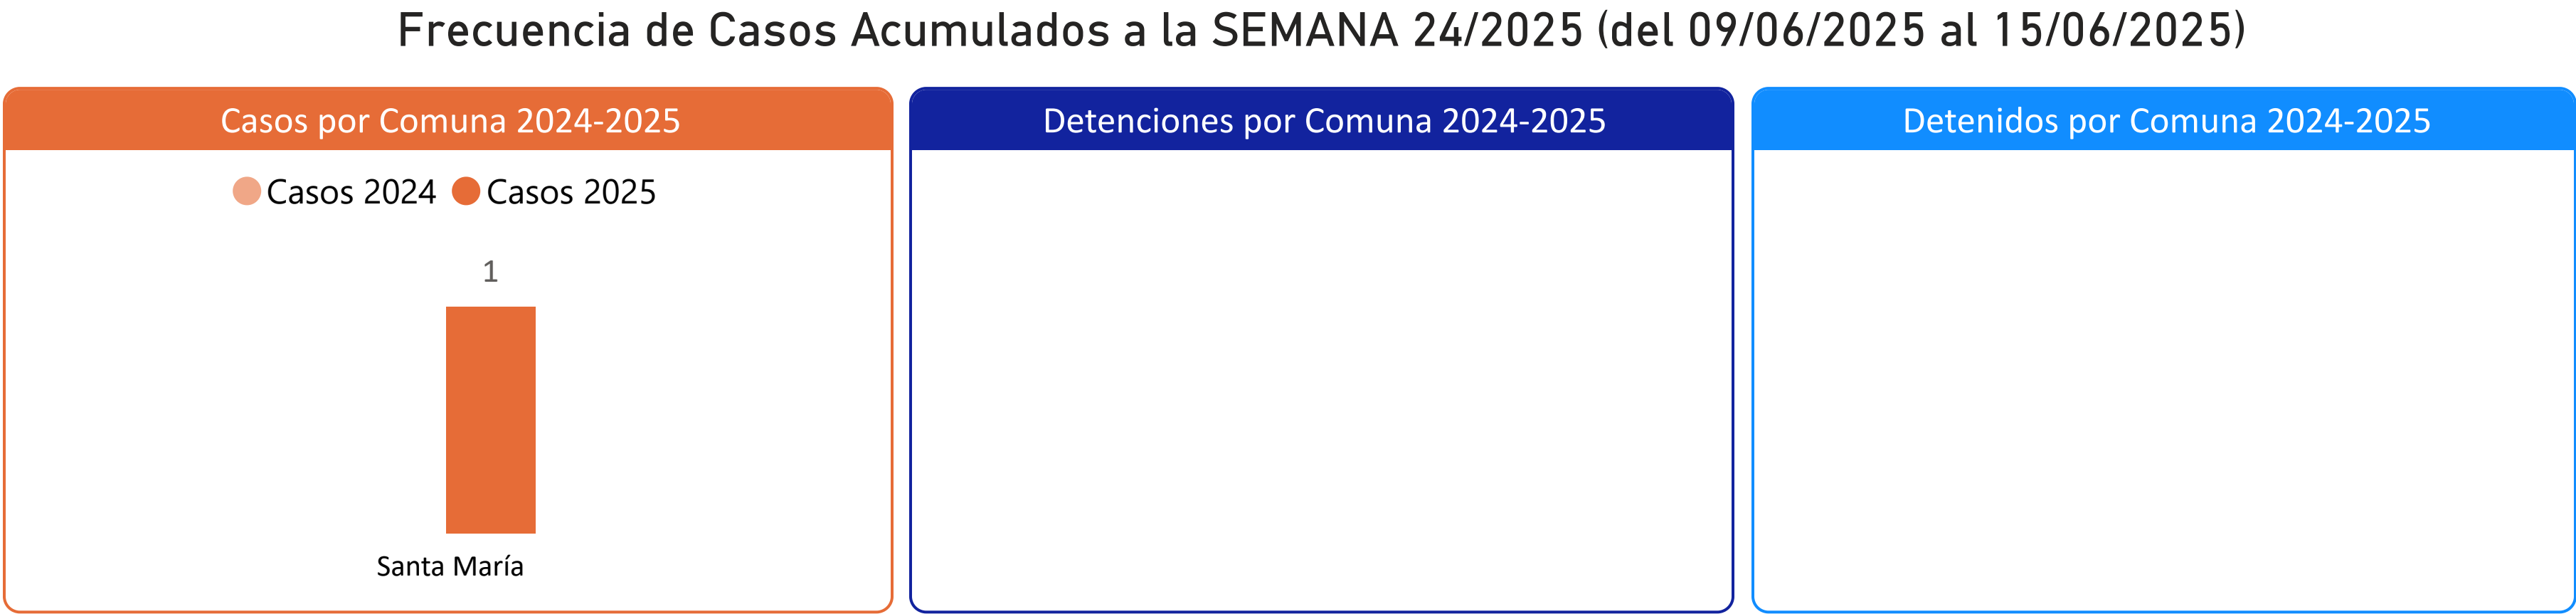 Frecuencia de Casos Acumulados a la SEMANA 24/2025 (del 09/06/2025 al 15/06/2025)
Casos por Comuna 2024-2025
Casos 2024 Casos 2025
1
Santa María
Detenciones por Comuna 2024-2025
Detenidos por Comuna 2024-2025